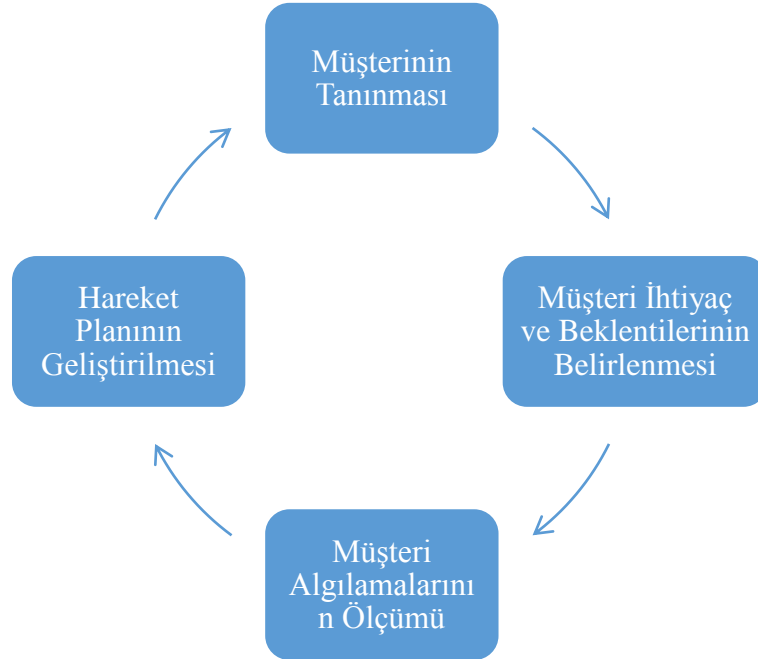 Müşterinin
Tanınması
Müşteri İhtiyaç
ve Beklentilerinin
Belirlenmesi
Müşteri
Algılamalarını
n Ölçümü
Hareket
Planının
Geliştirilmesi